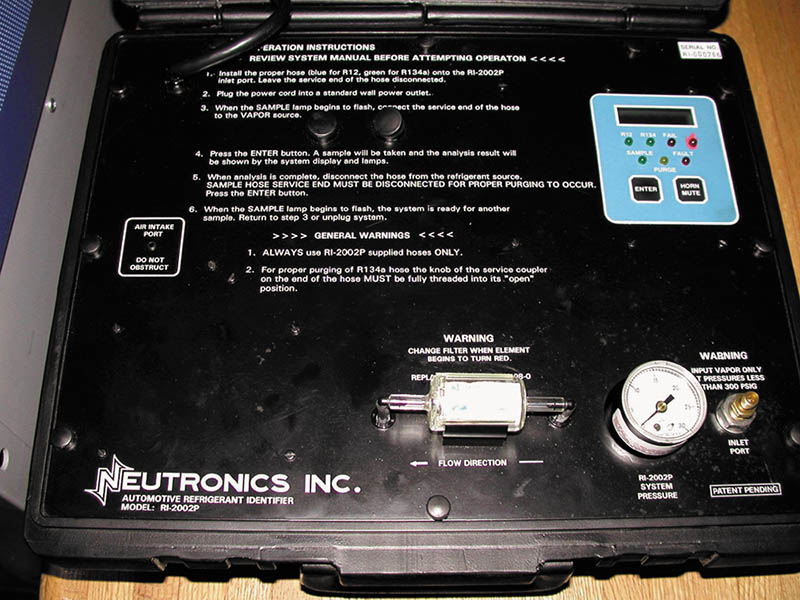 ERATION INSTRUCTIONS
REVIEW SYSTEM MANUAL BEFORE ATTEMPTING OPERATON <<<<
1. Install the proper hose (blue for R12, green for R134a) onto the RI-2002P
inlet port. Leave the service end of the hose disconnected.
2. Plug the power cord into a standard wall power outlet.
3. When the SAMPLE lamp begins to flash, connect the service end of the hose
to the VAPOR source.
4. Press the ENTER button. A sample will be taken and the analysis result will
be shown by the system display and lamps.
5. When analysis is complete, disconnect the hose from the refrigerant source.
SAMPLE HOSE SERVICE END MUST BE DISCONNECTED FOR PROPER PURGING TO OCCUR.
Press the ENTER button.
6. When the SAMPLE lamp begins to flash, the system is ready for another
sample. Return to step 3 or unplug system.
>>>> GENERAL WARNINGS <<<<
1. ALWAYS use RI-2002P supplied hoses ONLY.
2. For proper purging of R134a hose the knob of the service coupler
on the end of the hose MUST be fully threaded into its "open"
position.
SERIAL NO.
R12 R134 FAIL
SAMPLE FAULT
PURGE
ENTER
HORN
MUTE
AIR INTAKE
PORT
DO NOT
OBSTRUCT
WARNING
CHANGE FILTER WHEN ELEMENT
BEGINS TO TURN RED.
FLOW DIRECTION
WARNING
INPUT VAPOR ONLY
T PRESSURES LESS
THAN 300 PSIG
INLET
PORT
RI-2002P
SYSTEM
PRESSURE
PATENT PENDING
NEUTRONICS INC.
AUTOMOTIVE REFRIGERANT IDENTIFIER
MODEL: RI-2002P